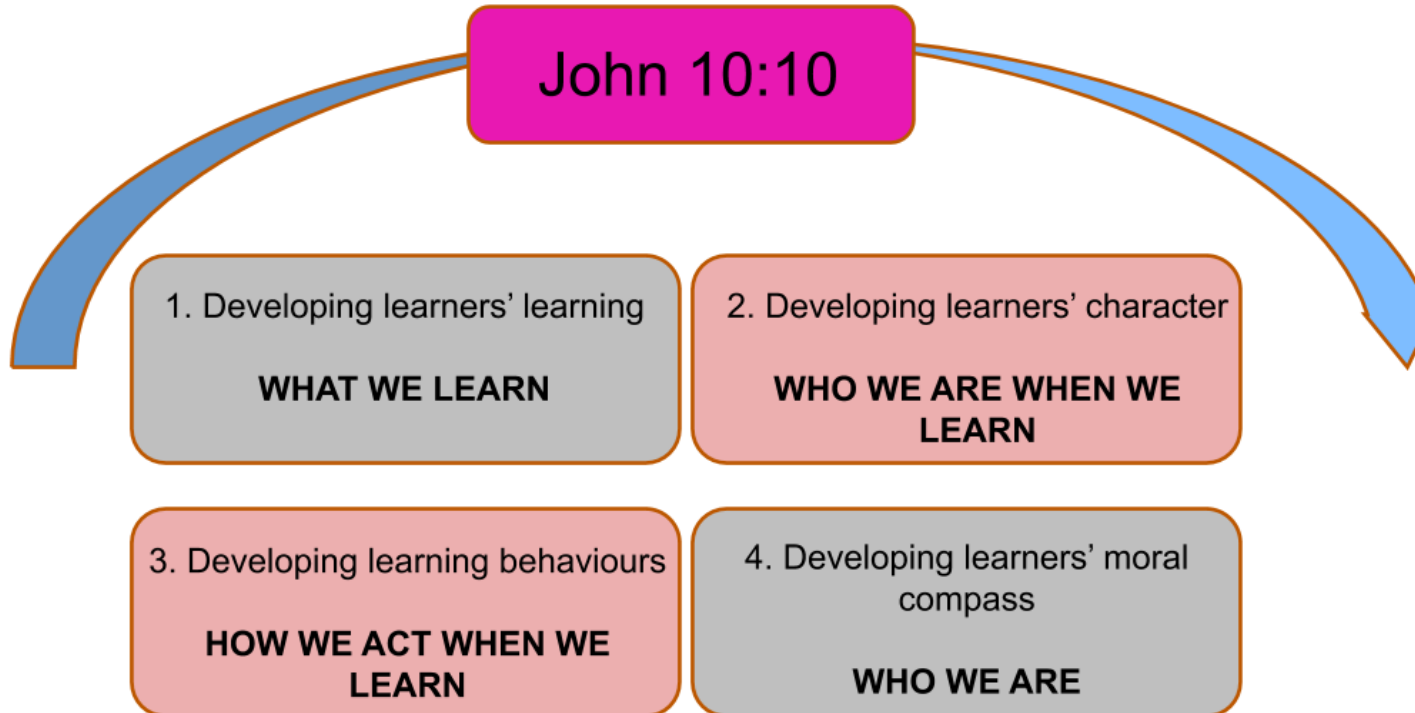 John 10:10
1. Developing learners’ learning
WHAT WE LEARN
2. Developing learners’ character
WHO WE ARE WHEN WE
LEARN
3. Developing learning behaviours
HOW WE ACT WHEN WE
LEARN
4. Developing learners’ moral
compass
WHO WE ARE